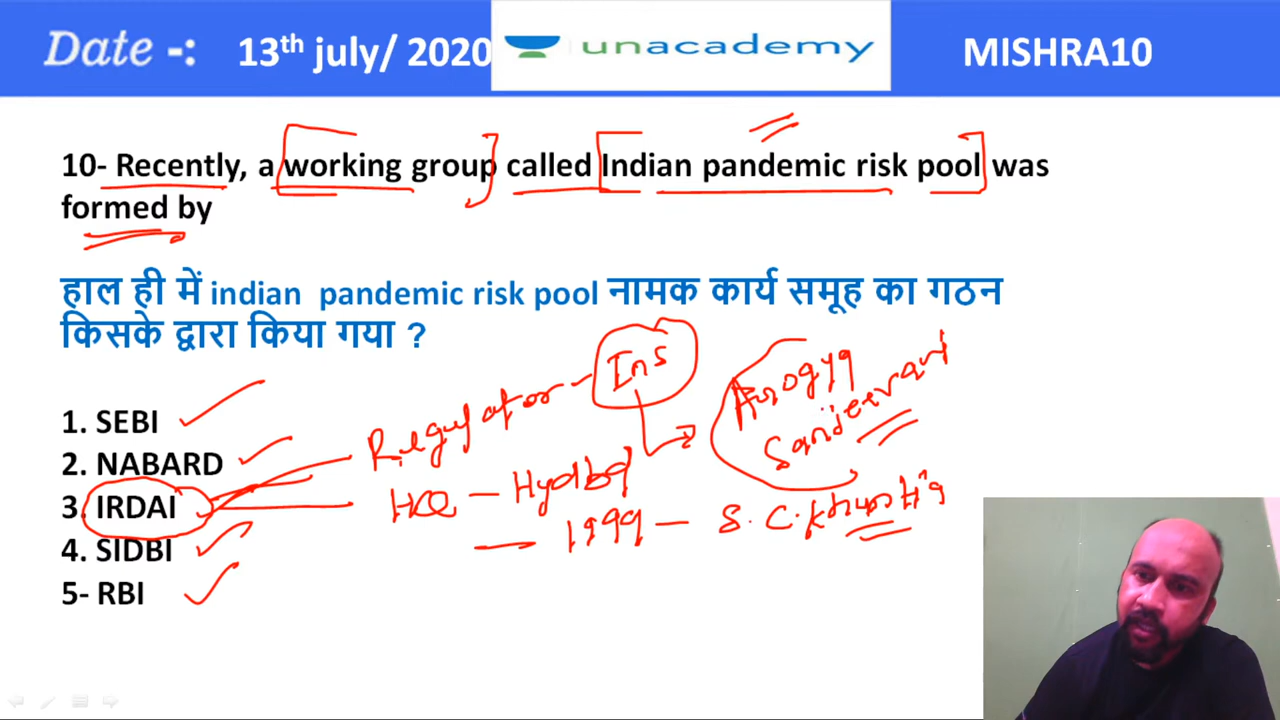 Date -: 13th july/ 2020 unacademy MISHRA10
10- Recently, a working group called Indian pandemic risk pool was
formed by
हाल ही में indian pandemic risk pool नामक कार्य समूह का गठन
किसके द्वारा किया गया ?
1. SEBI
2. NABARD
3. IRDAI
4. SIDBI
5- RBI
Regulator - Ins
Arogya
Sanjeevani
HQ - Hydbd
- 1999 - S.C. Khuntia